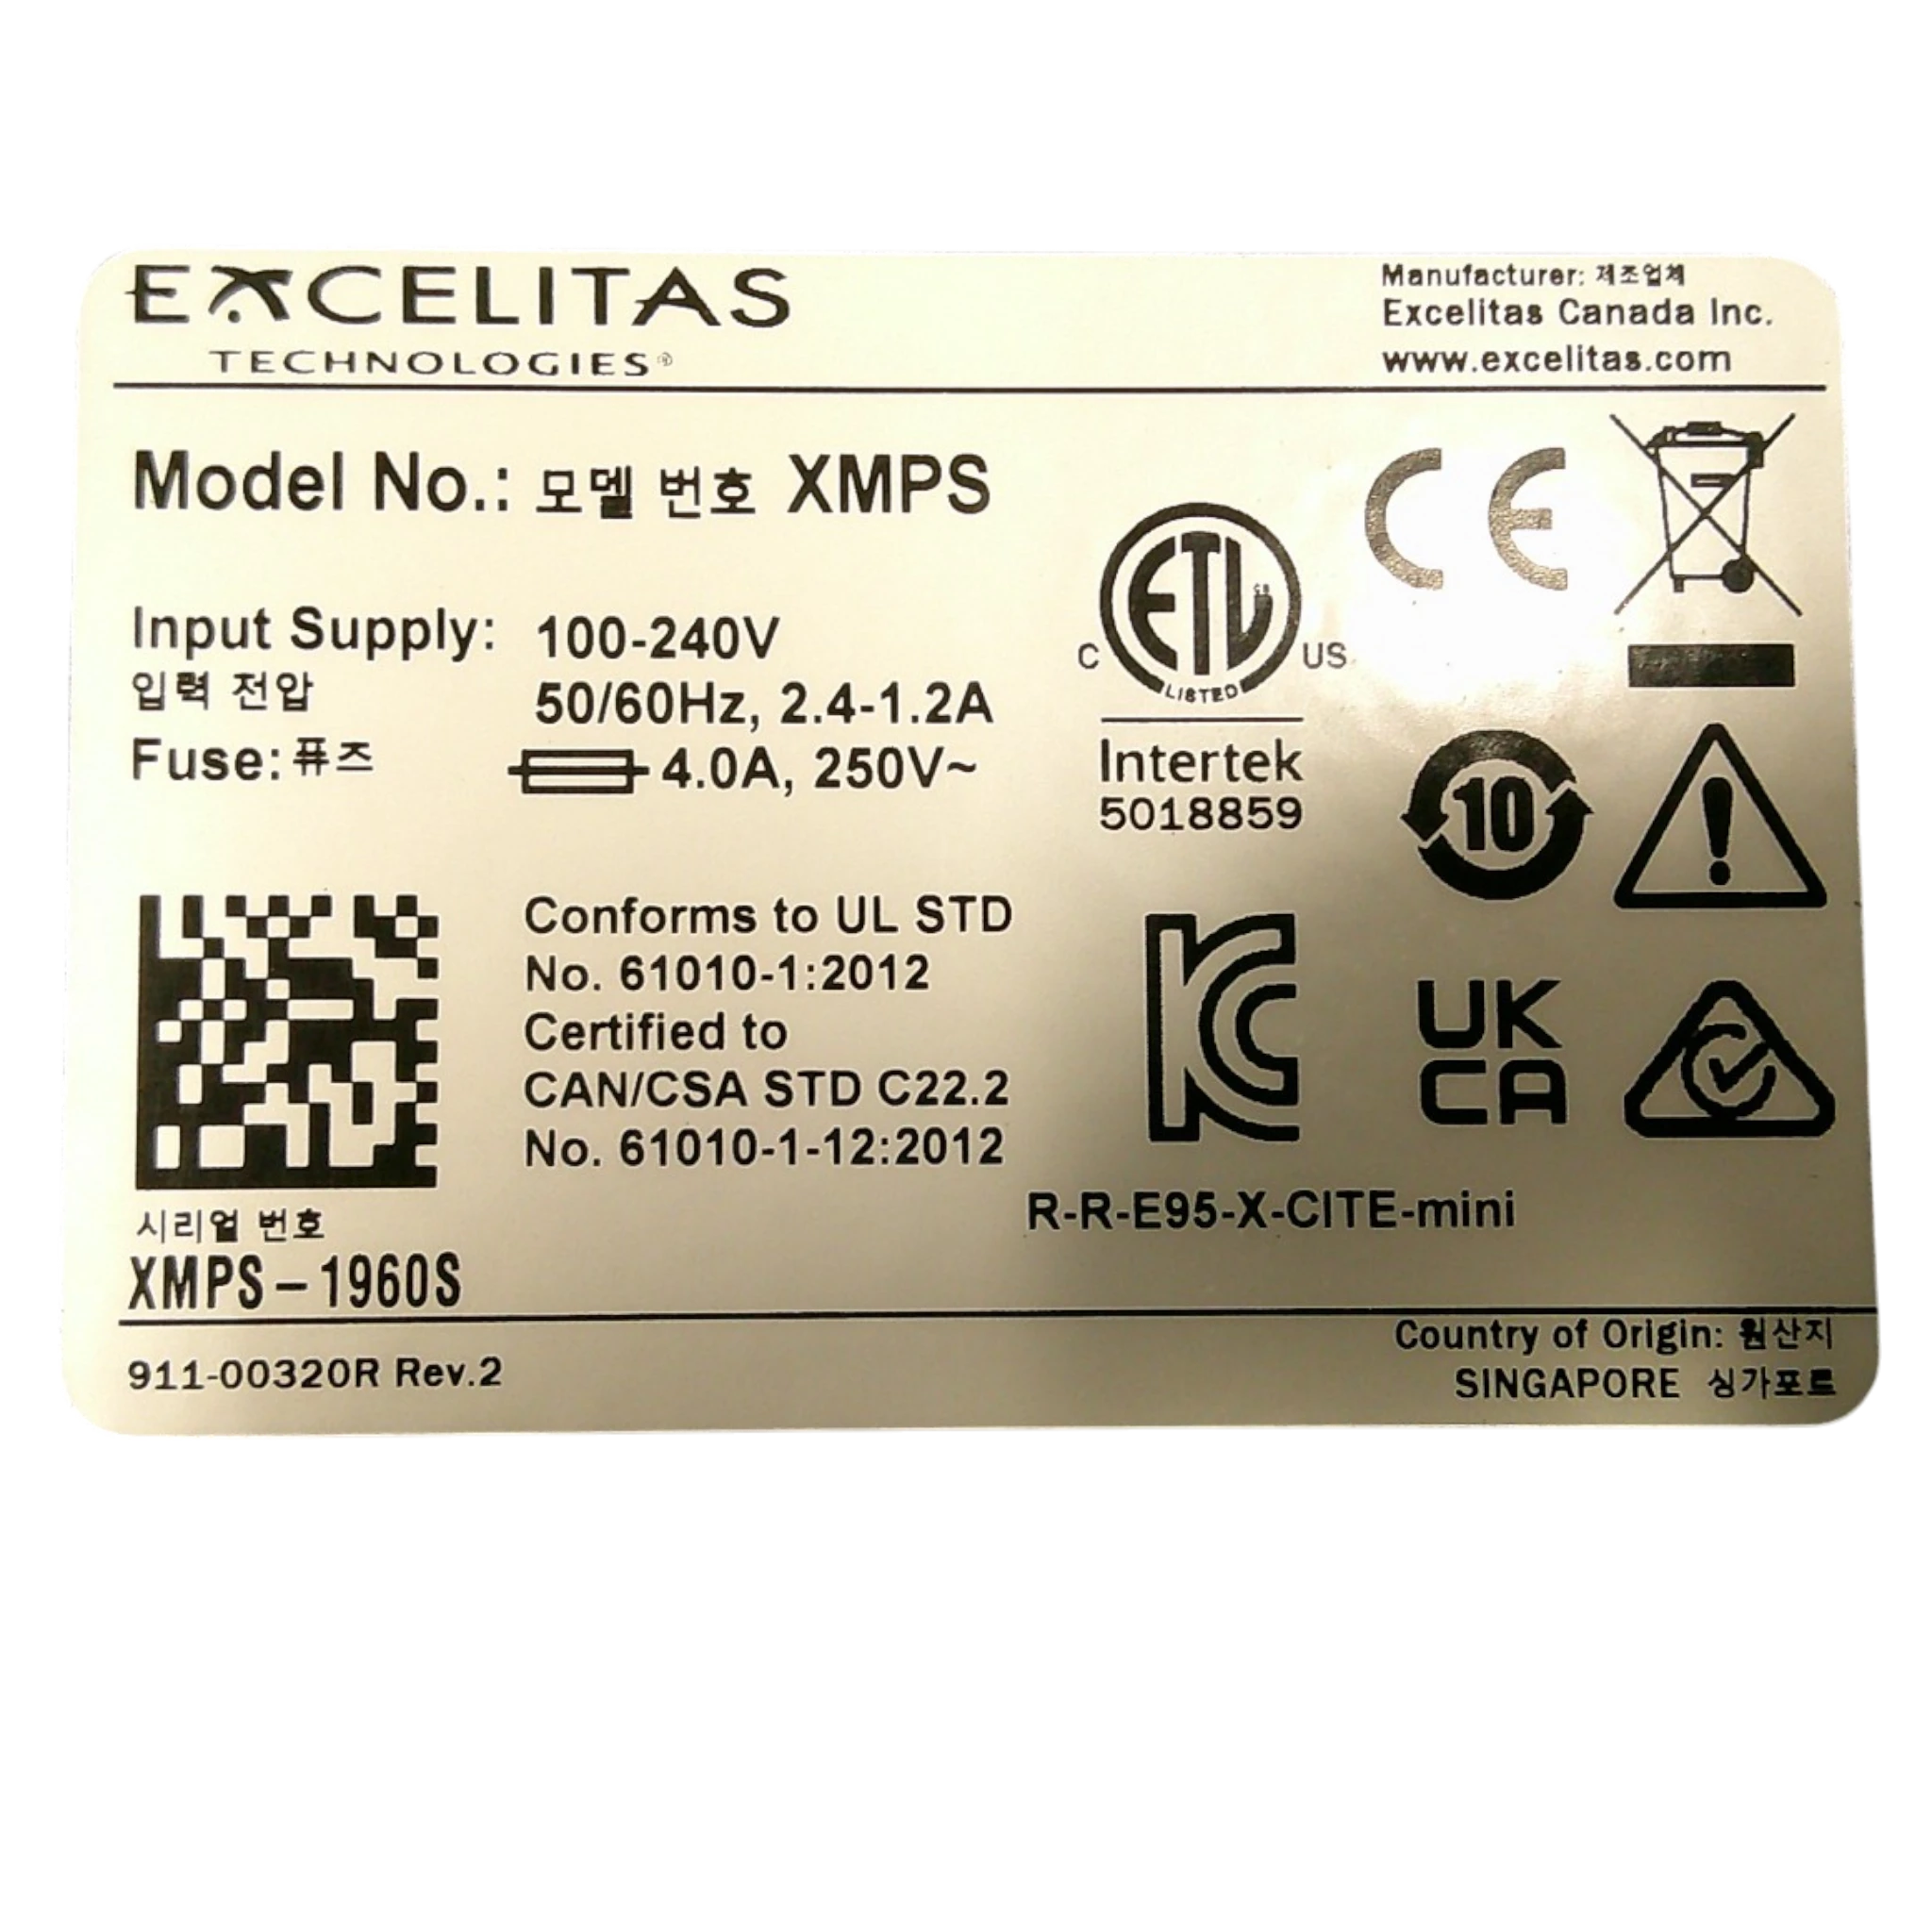 EXCELITAS
TECHNOLOGIES®
Manufacturer: 제조업체
Excelitas Canada Inc.
www.excelitas.com
Model No.: 모델 번호 XMPS
Input Supply: 100-240V
입력 전압 50/60Hz, 2.4-1.2A
Fuse: 퓨즈 4.0A, 250V~
C ETL US
LISTED
Intertek
5018859
CE
10
Conforms to UL STD
No. 61010-1:2012
Certified to
CAN/CSA STD C22.2
No. 61010-1-12:2012
KC
UK
CA
R-R-E95-X-CITE-mini
시리얼 번호
XMPS-1960S
911-00320R Rev.2
Country of Origin: 원산지
SINGAPORE 싱가포르